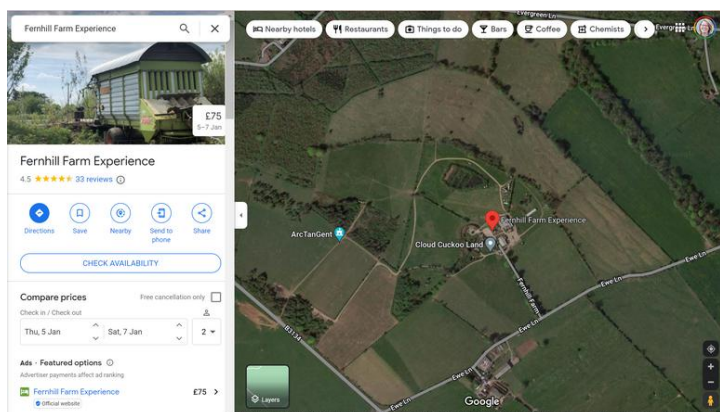 Fernhill Farm Experience
£75
5-7 Jan
Fernhill Farm Experience
4.5
33 reviews
Directions
Save
Nearby
Send to
phone
Share
CHECK AVAILABILITY
Compare prices
Free cancellation only
Check in / Check out
Thu, 5 Jan
Sat, 7 Jan
2
Ads · Featured options
Advertiser payments affect ad ranking
Fernhill Farm Experience
£75
Official website
Nearby hotels
Restaurants
Things to do
Bars
Coffee
Chemists
Evergreen Ln
ArcTanGent
Fernhill Farm Experience
Cloud Cuckoo Land
Fernhill Farm
Ewe Ln
Ewe Ln
Ewe Ln
Ewe Ln
B3134
Layers
Google